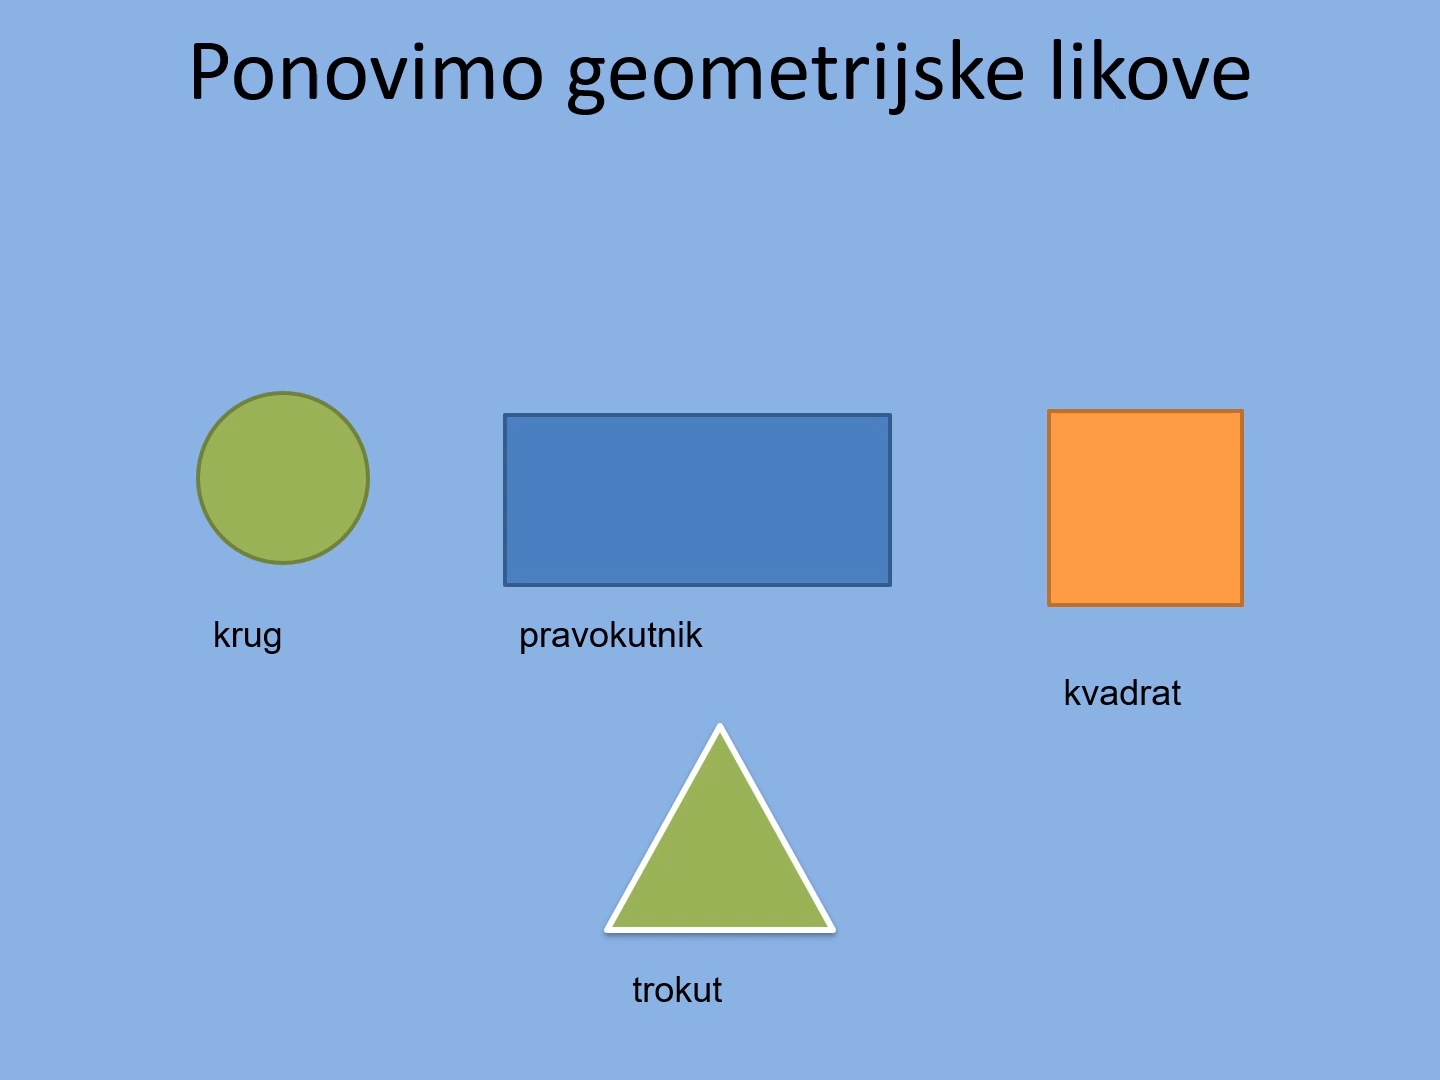 Ponovimo geometrijske likove
krug
pravokutnik
kvadrat
trokut